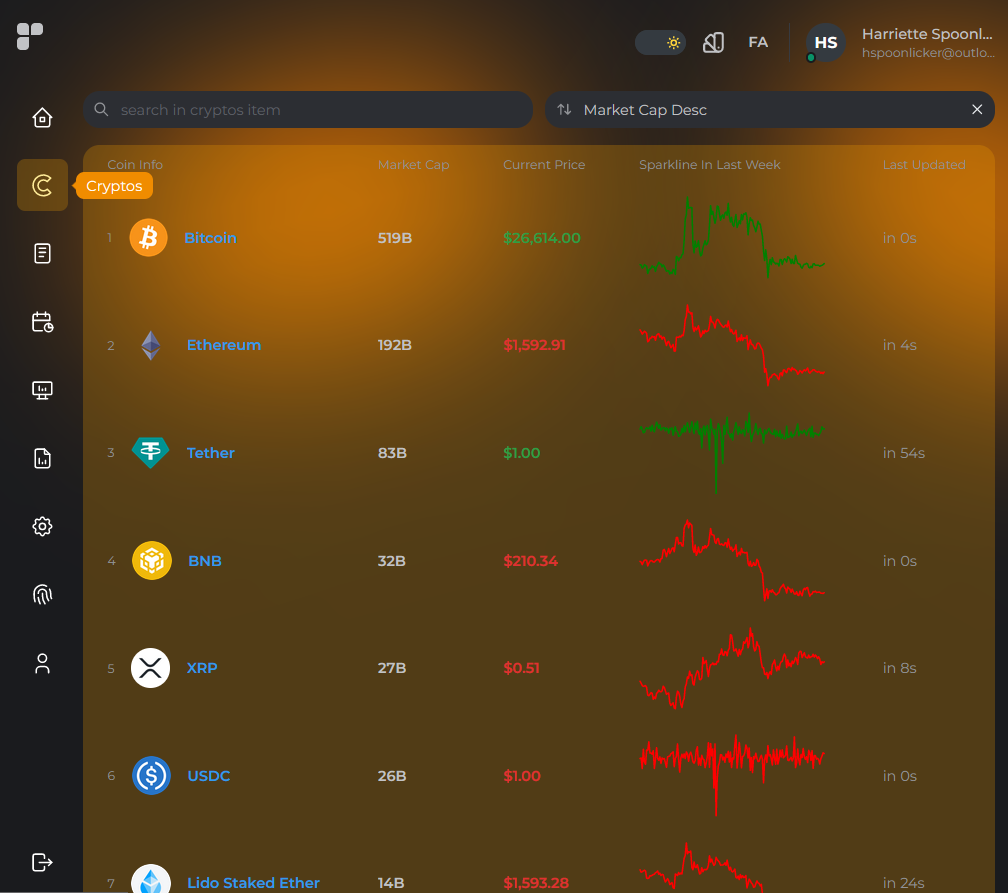 FA
HS
Harriette Spoonl...
hspoonlicker@outlo...
search in cryptos item
Market Cap Desc
Coin Info Market Cap Current Price Sparkline In Last Week Last Updated
Cryptos
1 Bitcoin 519B $26,614.00 in 0s
2 Ethereum 192B $1,592.91 in 4s
3 Tether 83B $1.00 in 54s
4 BNB 32B $210.34 in 0s
5 XRP 27B $0.51 in 8s
6 USDC 26B $1.00 in 0s
7 Lido Staked Ether 14B $1,593.28 in 24s